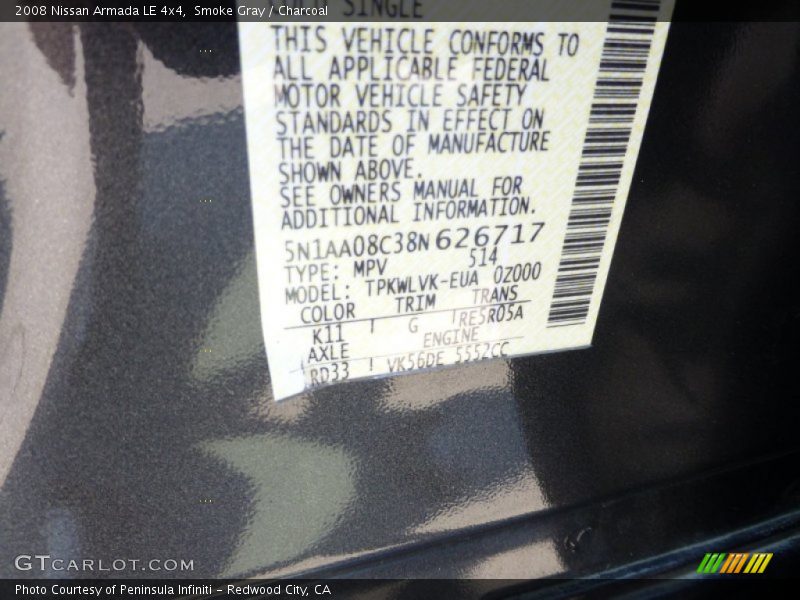 2008 Nissan Armada LE 4x4, Smoke Gray / Charcoal
SINGLE
THIS VEHICLE CONFORMS TO
ALL APPLICABLE FEDERAL
MOTOR VEHICLE SAFETY
STANDARDS IN EFFECT ON
THE DATE OF MANUFACTURE
SHOWN ABOVE.
SEE OWNERS MANUAL FOR
ADDITIONAL INFORMATION.
5N1AA08C38N626717
TYPE: MPV 514
MODEL: TPKWLVK-EUA 0Z000
COLOR TRIM TRANS
K11 | G |RE5R05A
AXLE ENGINE
RD33 | VK56DE 5552CC
GTCARLOT.COM
Photo Courtesy of Peninsula Infiniti - Redwood City, CA